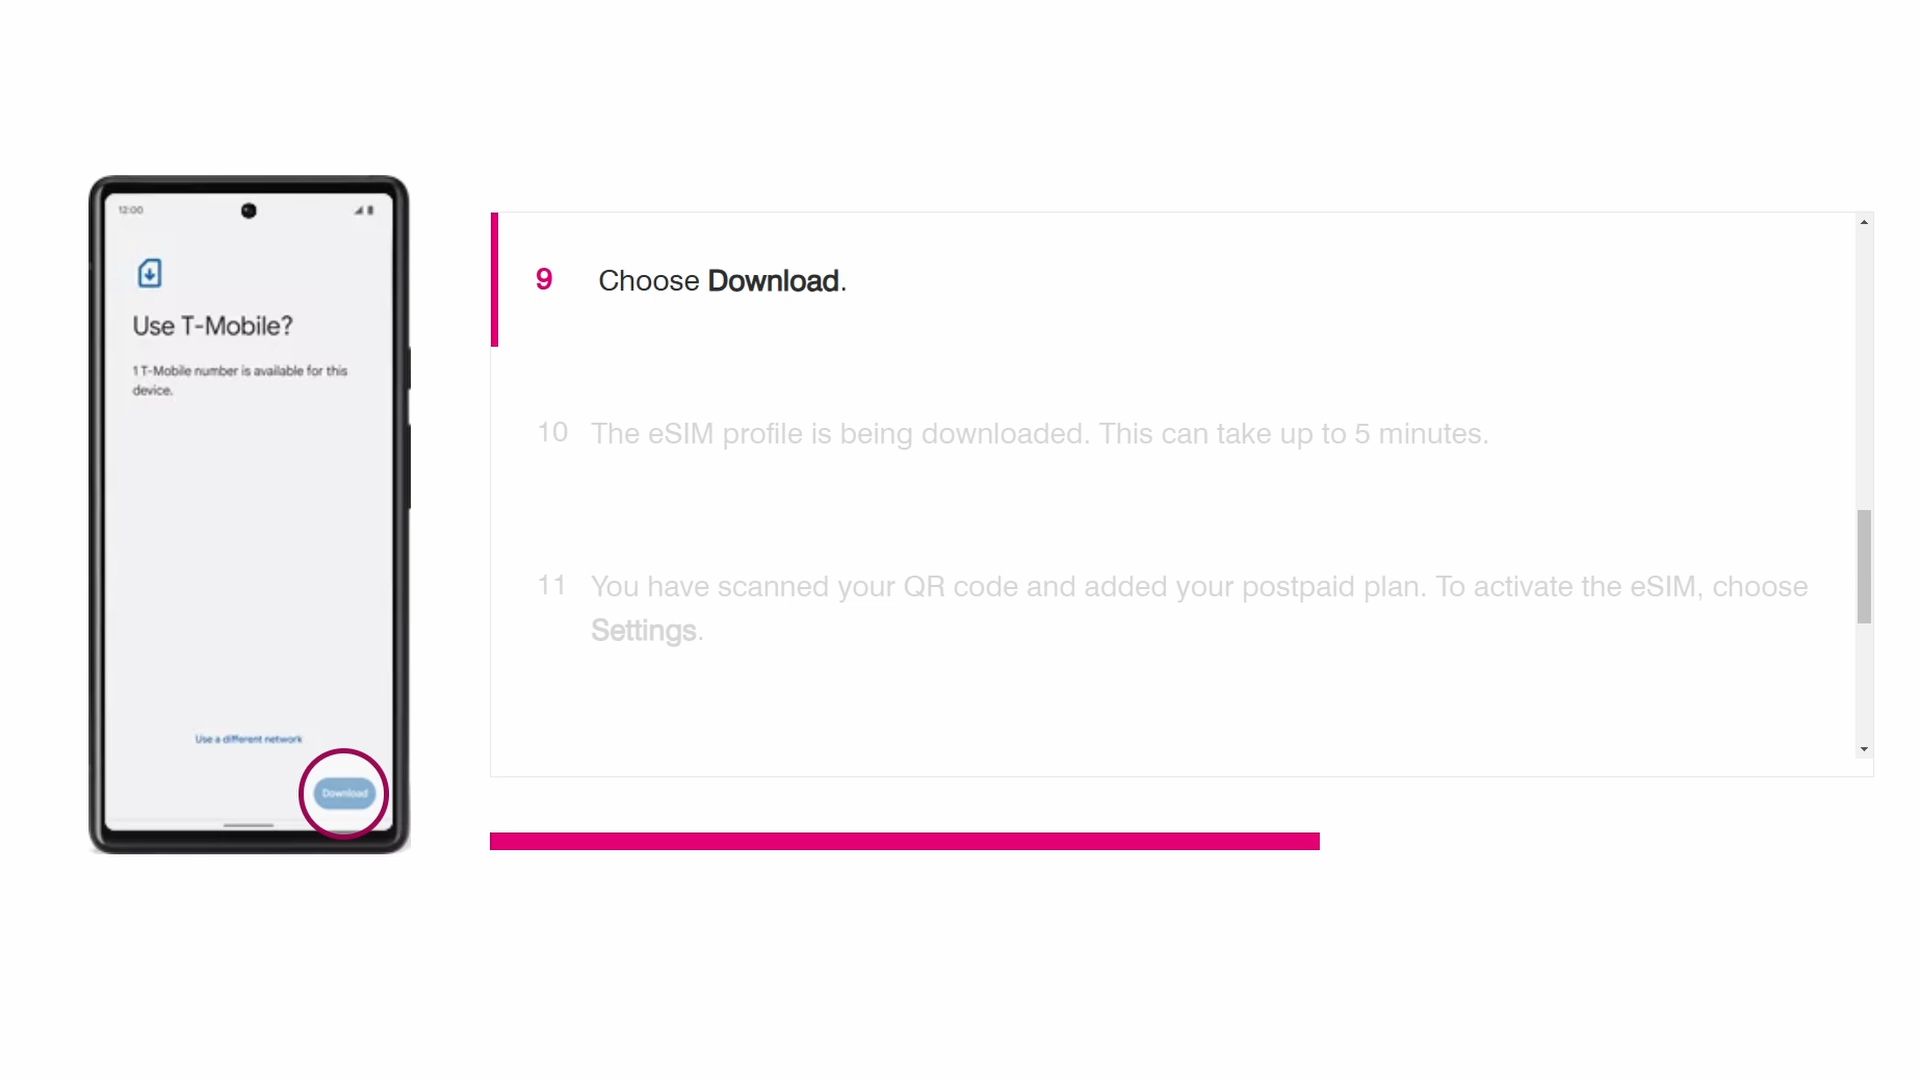 12:00
Use T-Mobile?
1 T-Mobile number is available for this
device.
Use a different network
Download
9 Choose Download.
10 The eSIM profile is being downloaded. This can take up to 5 minutes.
11 You have scanned your QR code and added your postpaid plan. To activate the eSIM, choose
Settings.